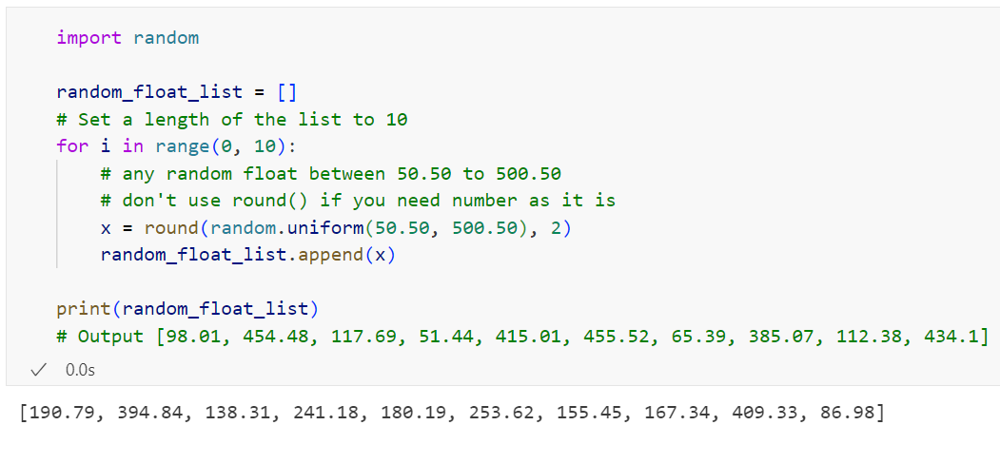 import random
random_float_list = []
# Set a length of the list to 10
for i in range(0, 10):
# any random float between 50.50 to 500.50
# don't use round() if you need number as it is
x = round(random.uniform(50.50, 500.50), 2)
random_float_list.append(x)
print(random_float_list)
# Output [98.01, 454.48, 117.69, 51.44, 415.01, 455.52, 65.39, 385.07, 112.38, 434.1]
0.0s
[190.79, 394.84, 138.31, 241.18, 180.19, 253.62, 155.45, 167.34, 409.33, 86.98]